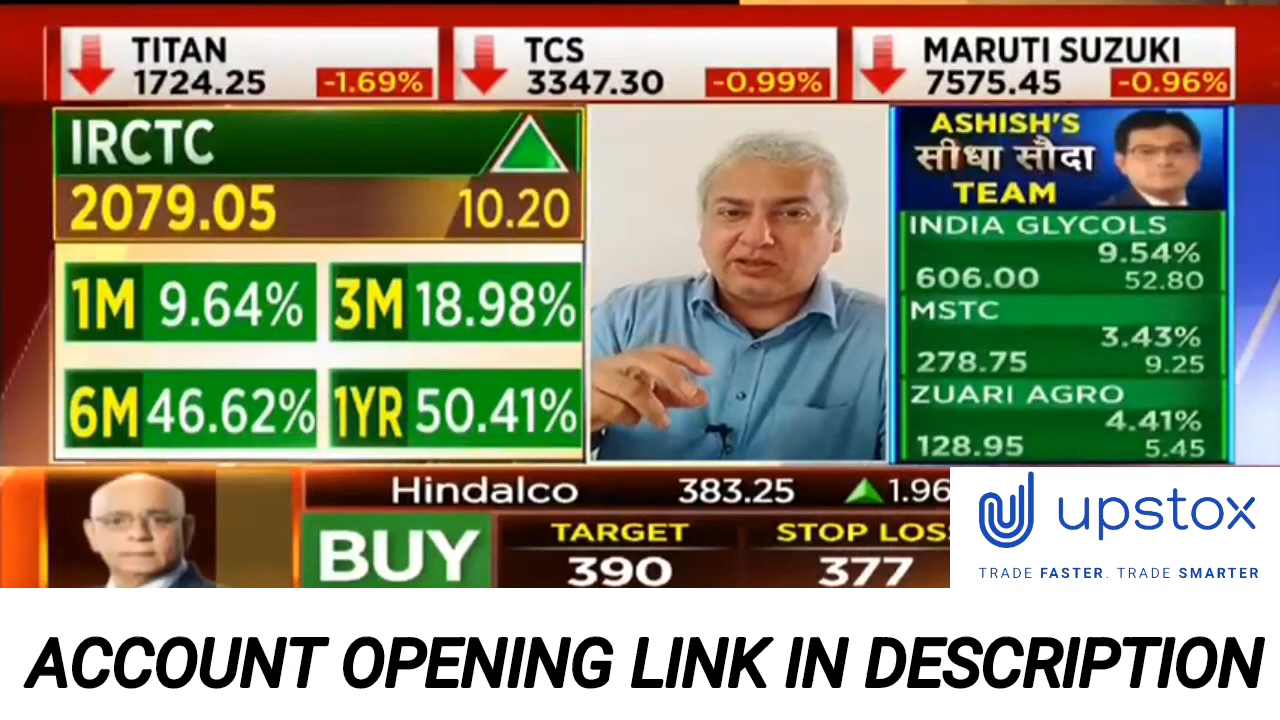 TITAN
1724.25 -1.69%
TCS
3347.30 -0.99%
MARUTI SUZUKI
7575.45 -0.96%
IRCTC
2079.05 10.20
1M 9.64% 3M 18.98%
6M 46.62% 1YR 50.41%
ASHISH'S
सीधा सौदा
TEAM
INDIA GLYCOLS
9.54%
606.00 52.80
MSTC
3.43%
278.75 9.25
ZUARI AGRO
4.41%
128.95 5.45
Hindalco 383.25 1.96
BUY
TARGET STOP LOS
390 377
upstox
TRADE FASTER. TRADE SMARTER
ACCOUNT OPENING LINK IN DESCRIPTION